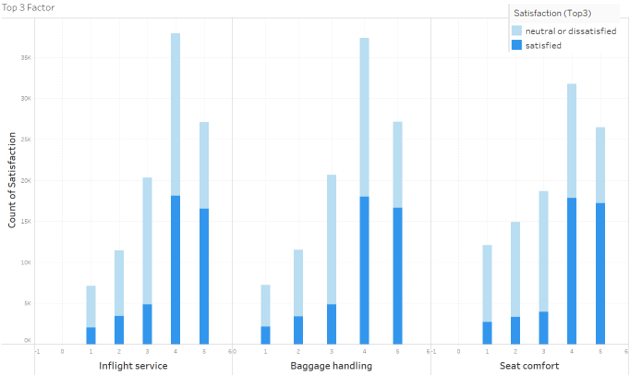 Top 3 Factor
Satisfaction (Top3)
neutral or dissatisfied
satisfied
Count of Satisfaction
35K
30K
25K
20K
15K
10K
5K
0K
-1 0 1 2 3 4 5 6 0 1 2 3 4 5 6 -1 0 1 2 3 4 5 6
Inflight service Baggage handling Seat comfort